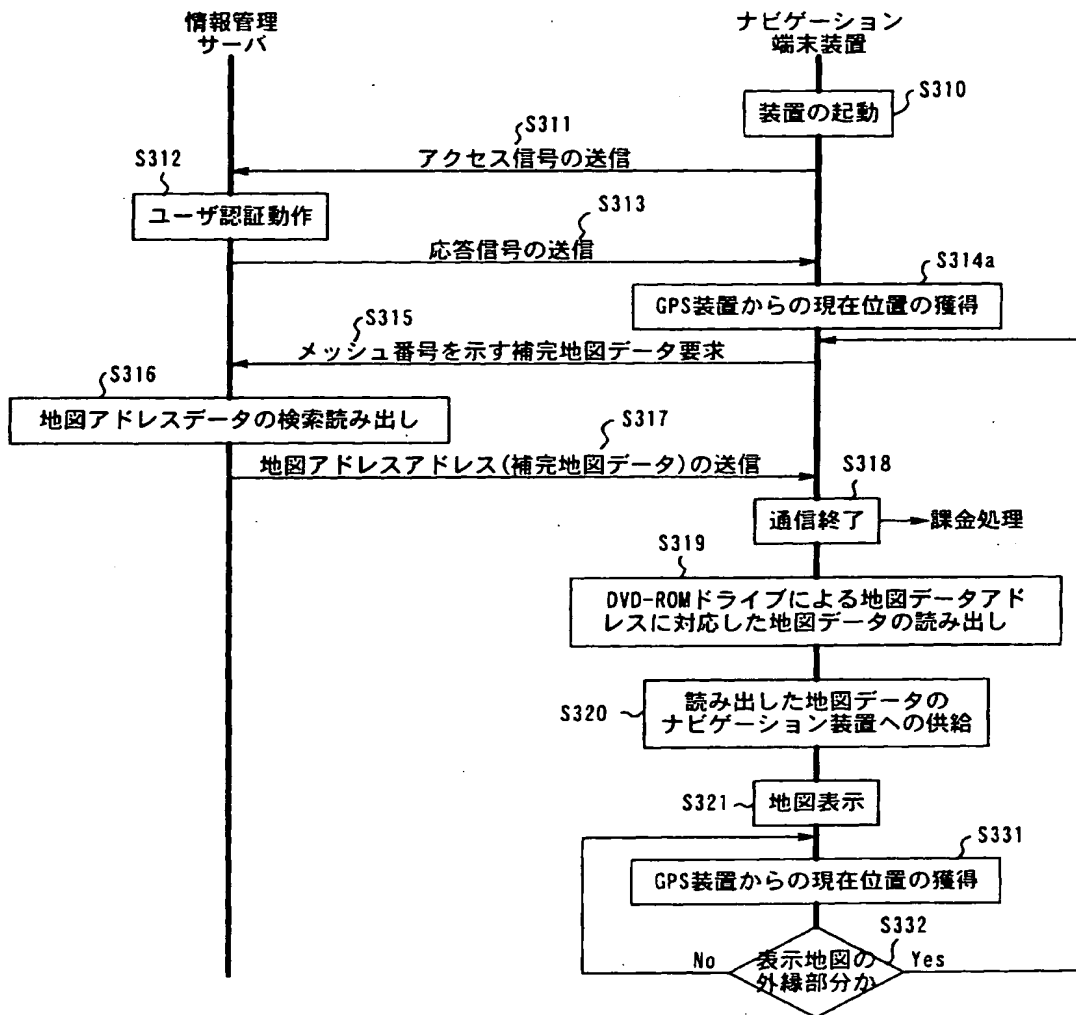 情報管理
サーバ
ナビゲーション
端末装置
S310
装置の起動
S311
アクセス信号の送信
S312
ユーザ認証動作
S313
応答信号の送信
S314a
GPS装置からの現在位置の獲得
S315
メッシュ番号を示す補完地図データ要求
S316
地図アドレスデータの検索読み出し
S317
地図アドレスアドレス(補完地図データ)の送信
S318
通信終了
課金処理
S319
DVD-ROMドライブによる地図データアド
レスに対応した地図データの読み出し
S320
読み出した地図データの
ナビゲーション装置への供給
S321
地図表示
S331
GPS装置からの現在位置の獲得
S332
No
表示地図の
外縁部分か
Yes